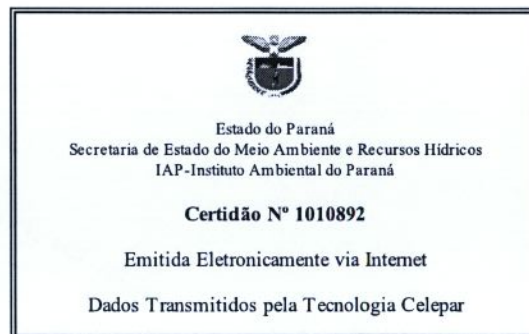 Estado do Paraná
Secretaria de Estado do Meio Ambiente e Recursos Hídricos
IAP-Instituto Ambiental do Paraná
Certidão Nº 1010892
Emitida Eletronicamente via Internet
Dados Transmitidos pela Tecnologia Celepar